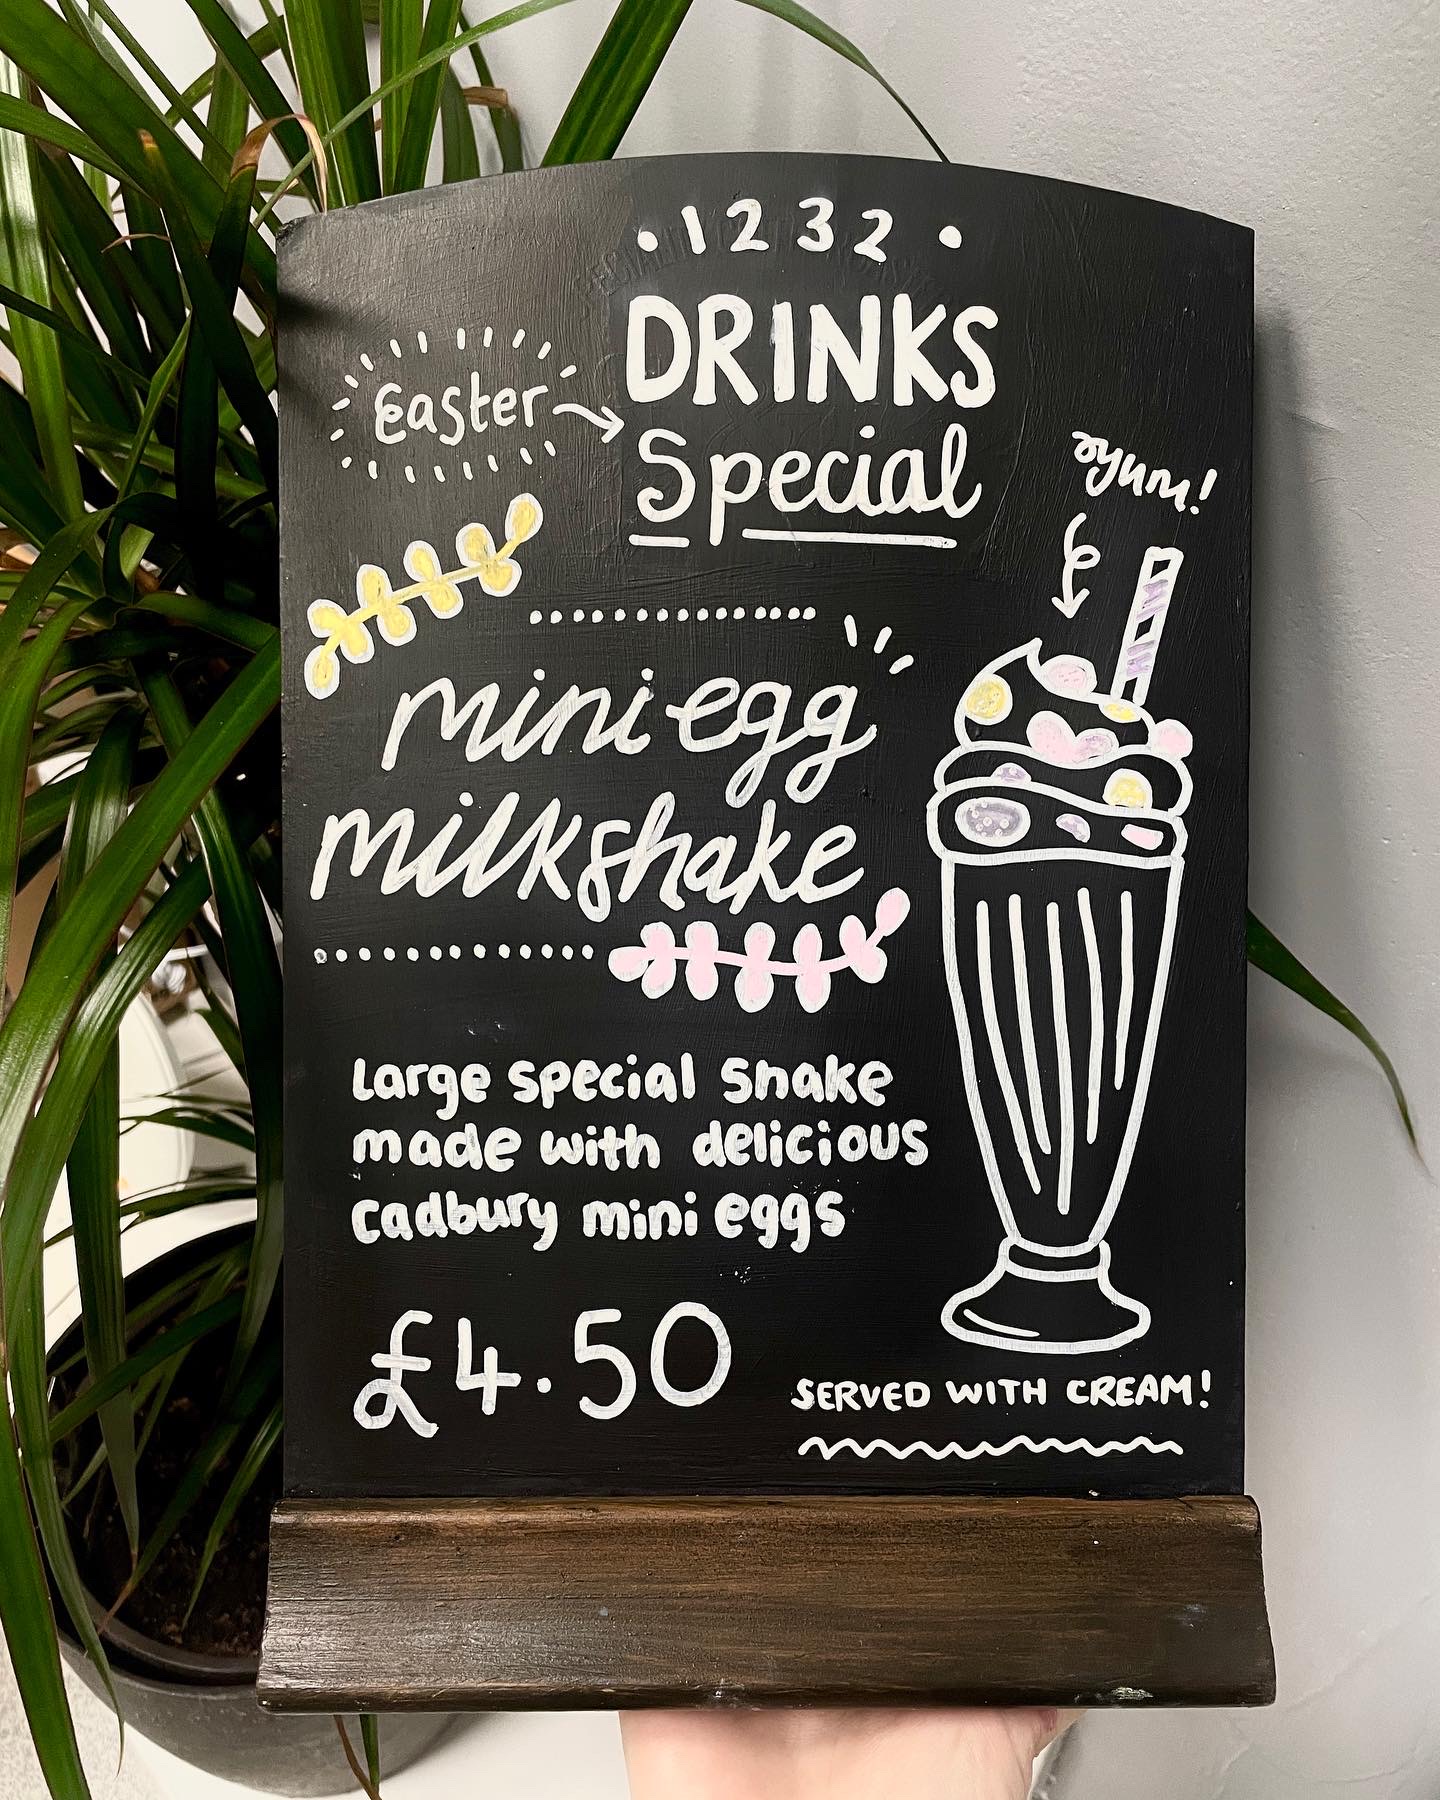 • 1232 •
DRINKS
Easter
Special
yum!
mini egg
milkshake
Large special shake
made with delicious
cadbury mini eggs
£4.50
SERVED WITH CREAM!